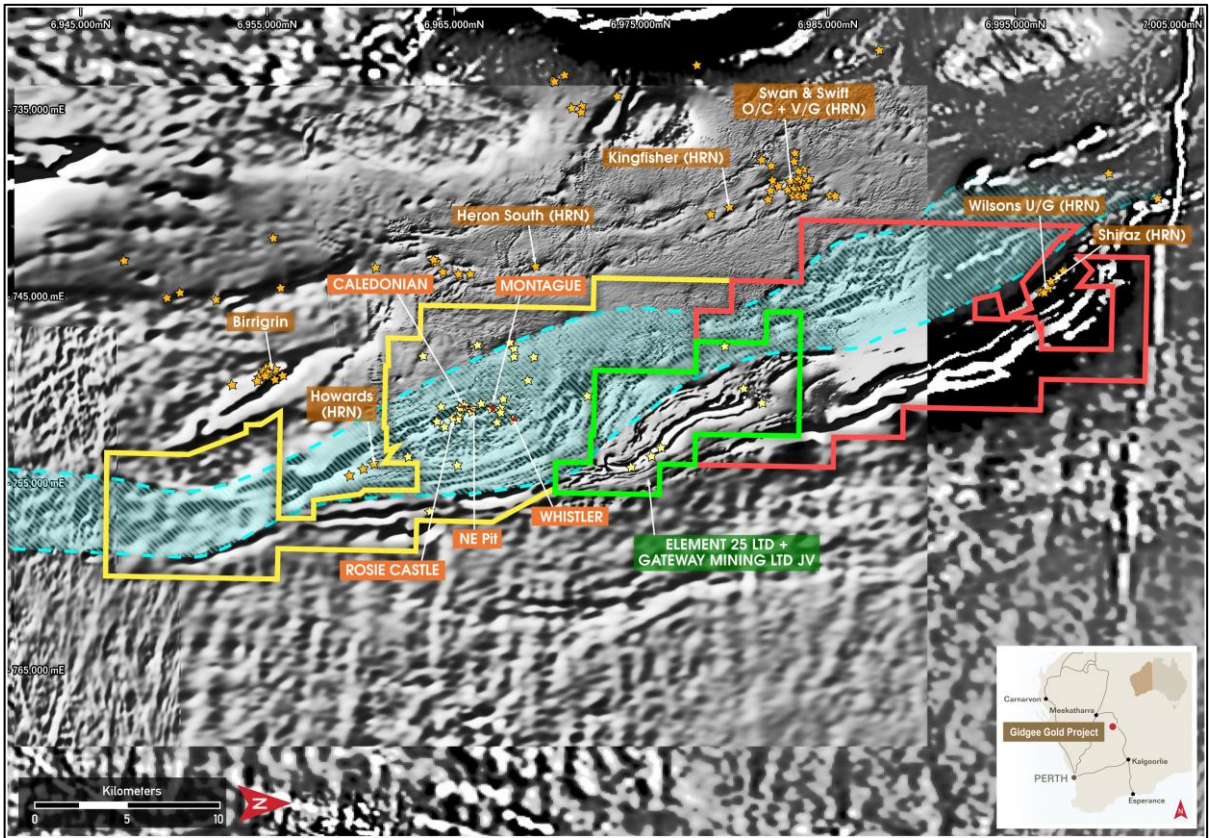 6,945,000mN
6,955,000mN
6,965,000mN
6,975,000mN
6,985,000mN
6,995,000mN
7,005,000mN
735,000 mE
Swan & Swift
O/C + V/G (HRN)
Kingfisher (HRN)
Wilsons U/G (HRN)
Heron South (HRN)
Shiraz (HRN)
CALEDONIAN
MONTAGUE
745,000 mE
Birrigrin
Howards
(HRN)
755,000 mE
WHISTLER
NE Pit
ROSIE CASTLE
ELEMENT 25 LTD +
GATEWAY MINING LTD JV
765,000 mE
Carnarvon
Meekatharra
Gidgee Gold Project
Kalgoorlie
PERTH
Esperance
N
Kilometers
0 5 10
N